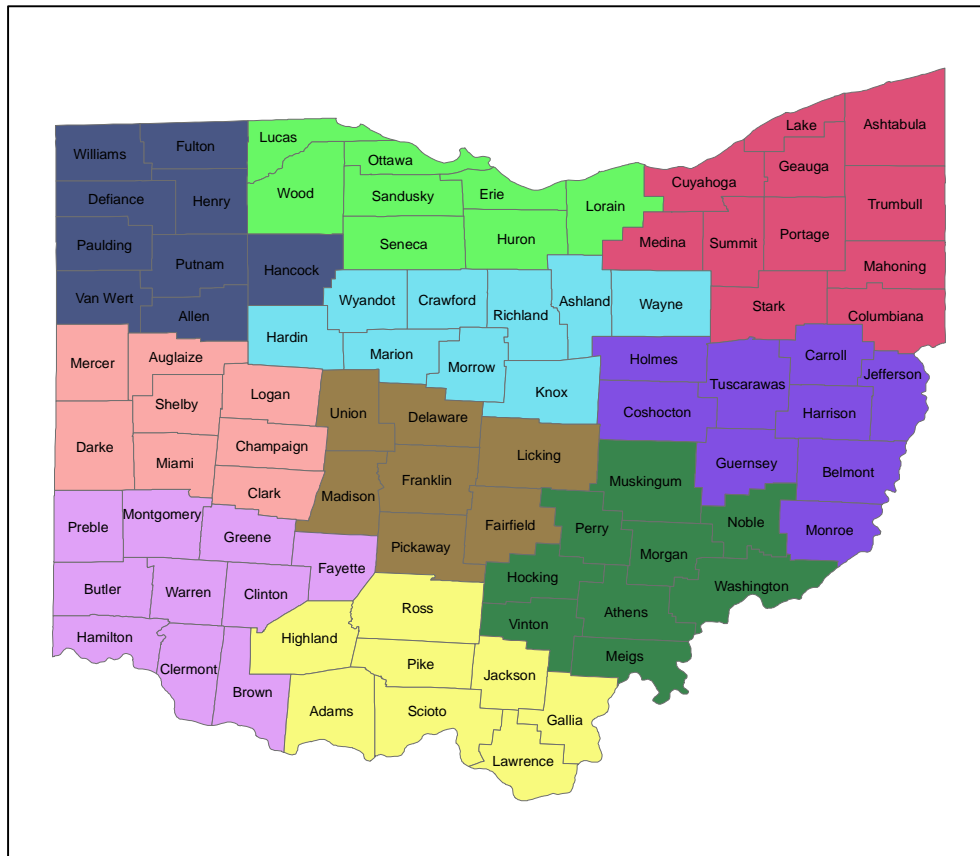 Lake
Ashtabula
Lucas
Fulton
Williams
Ottawa
Geauga
Cuyahoga
Wood
Sandusky
Erie
Defiance
Henry
Lorain
Trumbull
Portage
Medina
Summit
Huron
Seneca
Paulding
Putnam
Hancock
Mahoning
Van Wert
Wyandot
Crawford
Ashland
Wayne
Stark
Richland
Allen
Columbiana
Hardin
Marion
Holmes
Carroll
Mercer
Auglaize
Morrow
Jefferson
Tuscarawas
Knox
Logan
Shelby
Union
Delaware
Coshocton
Harrison
Darke
Champaign
Licking
Miami
Guernsey
Belmont
Franklin
Muskingum
Clark
Madison
Montgomery
Preble
Fairfield
Perry
Noble
Monroe
Greene
Pickaway
Morgan
Fayette
Hocking
Washington
Butler
Warren
Clinton
Ross
Athens
Vinton
Hamilton
Highland
Meigs
Pike
Clermont
Jackson
Brown
Adams
Scioto
Gallia
Lawrence